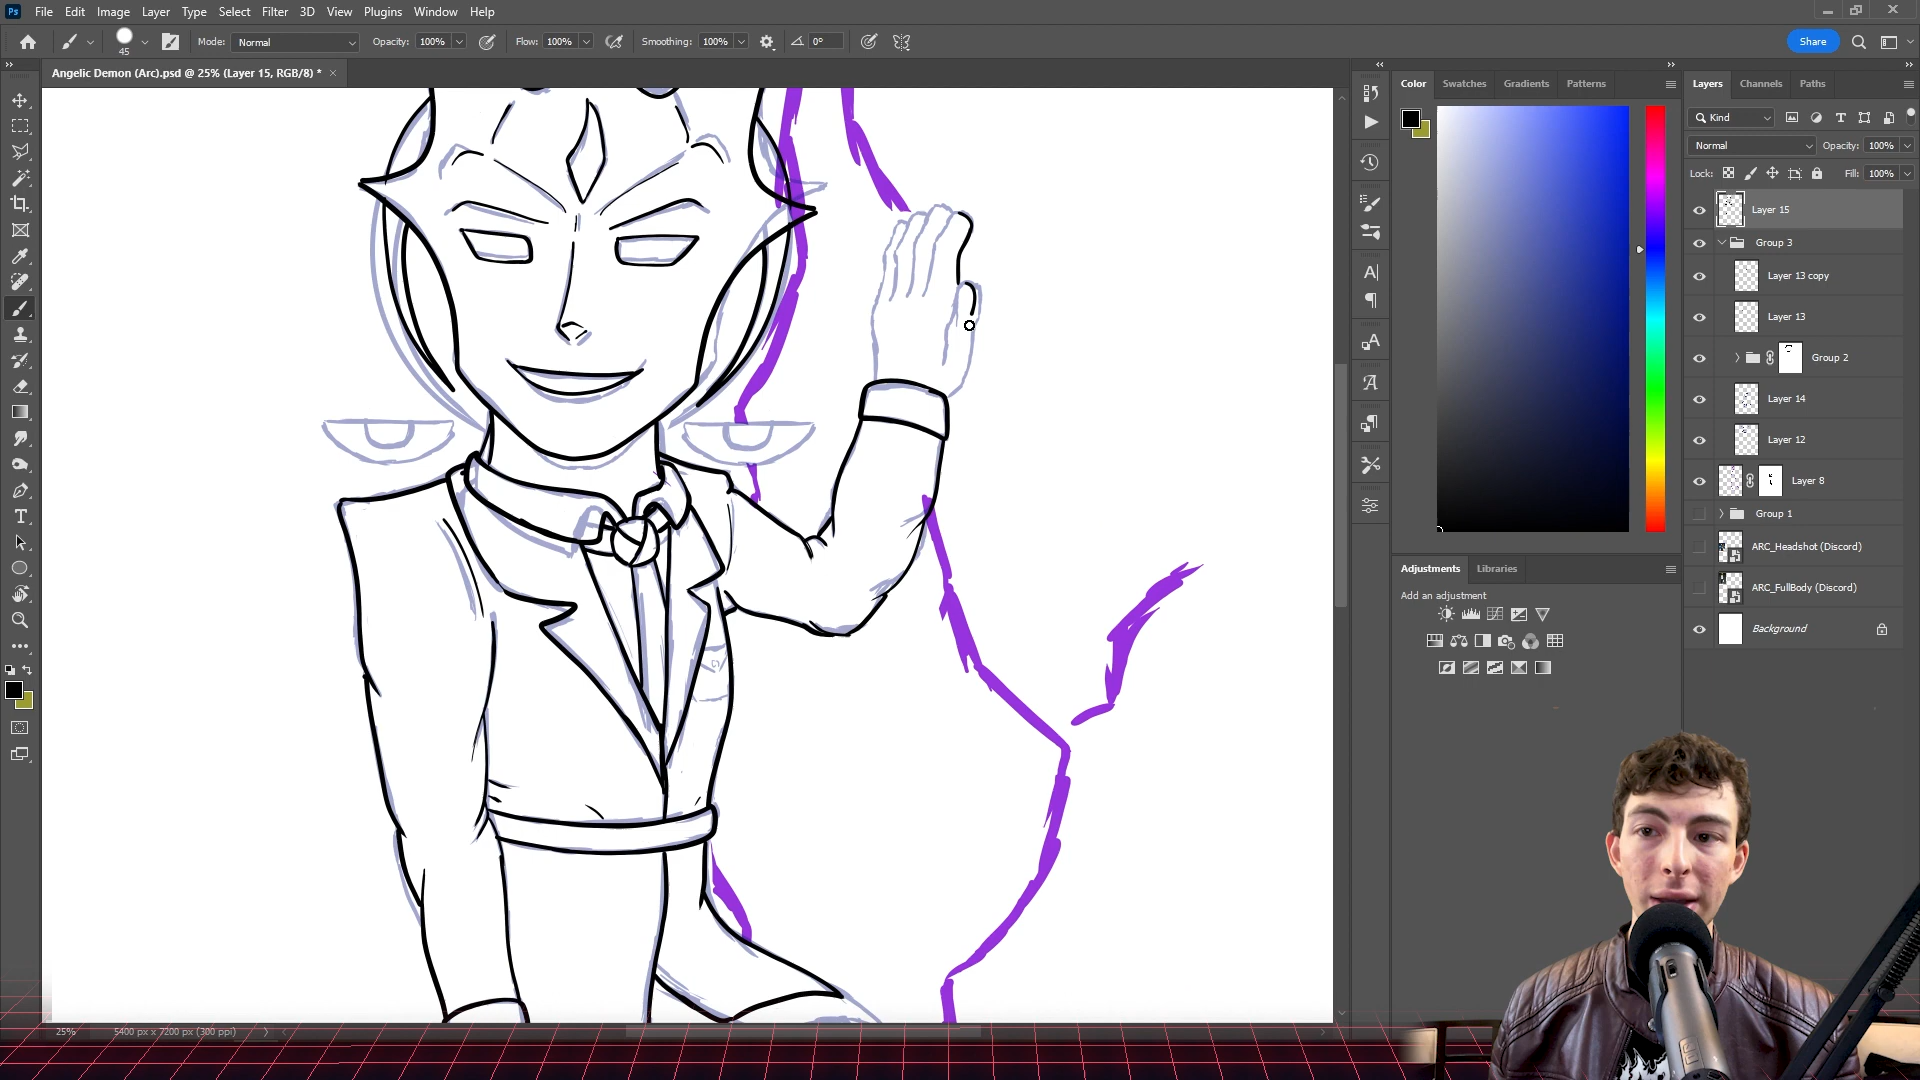 Ps File Edit Image Layer Type Select Filter 3D View Plugins Window Help
45 Mode: Normal Opacity: 100% Flow: 100% Smoothing: 100% 0° Share
Angelic Demon (Arc).psd @ 25% (Layer 15, RGB/8) *
Color Swatches Gradients Patterns
Layers Channels Paths
Kind
Normal Opacity: 100%
Lock: Fill: 100%
Layer 15
Group 3
Layer 13 copy
Layer 13
Group 2
Layer 14
Layer 12
Layer 8
Group 1
ARC_Headshot (Discord)
ARC_FullBody (Discord)
Background
Adjustments Libraries
Add an adjustment
25% 5400 px x 7200 px (300 ppi)